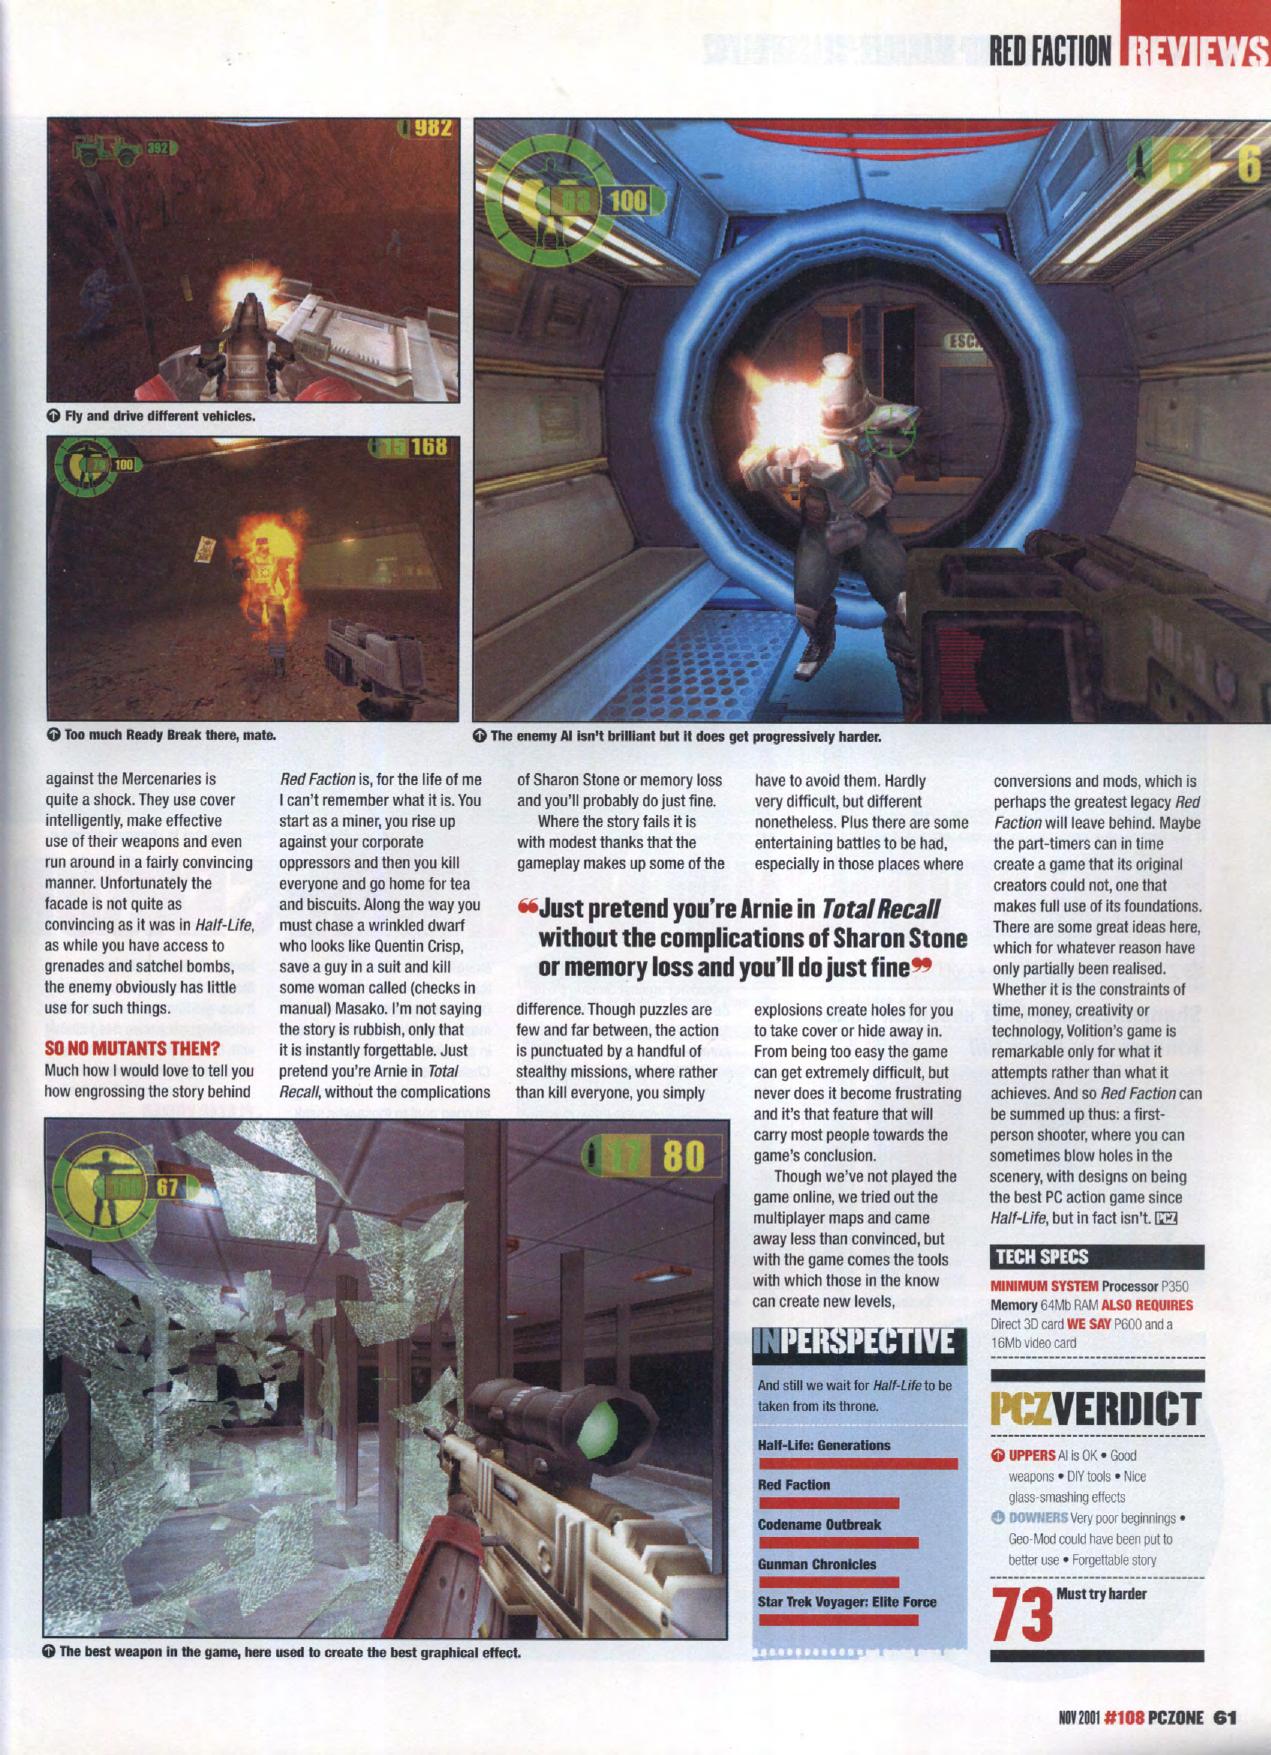 RED FACTION REVIEWS
392
982
Fly and drive different vehicles.
100
15 168
Too much Ready Break there, mate.
100
6 6
ESC
The enemy AI isn't brilliant but it does get progressively harder.
against the Mercenaries is
quite a shock. They use cover
intelligently, make effective
use of their weapons and even
run around in a fairly convincing
manner. Unfortunately the
facade is not quite as
convincing as it was in Half-Life,
as while you have access to
grenades and satchel bombs,
the enemy obviously has little
use for such things.
SO NO MUTANTS THEN?
Much how I would love to tell you
how engrossing the story behind
Red Faction is, for the life of me
I can't remember what it is. You
start as a miner, you rise up
against your corporate
oppressors and then you kill
everyone and go home for tea
and biscuits. Along the way you
must chase a wrinkled dwarf
who looks like Quentin Crisp,
save a guy in a suit and kill
some woman called (checks in
manual) Masako. I'm not saying
the story is rubbish, only that
it is instantly forgettable. Just
pretend you're Arnie in Total
Recall, without the complications
of Sharon Stone or memory loss
and you'll probably do just fine.
Where the story fails it is
with modest thanks that the
gameplay makes up some of the
"Just pretend you're Arnie in Total Recall
without the complications of Sharon Stone
or memory loss and you'll do just fine"
difference. Though puzzles are
few and far between, the action
is punctuated by a handful of
stealthy missions, where rather
than kill everyone, you simply
have to avoid them. Hardly
very difficult, but different
nonetheless. Plus there are some
entertaining battles to be had,
especially in those places where
explosions create holes for you
to take cover or hide away in.
From being too easy the game
can get extremely difficult, but
never does it become frustrating
and it's that feature that will
carry most people towards the
game's conclusion.
Though we've not played the
game online, we tried out the
multiplayer maps and came
away less than convinced, but
with the game comes the tools
with which those in the know
can create new levels,
conversions and mods, which is
perhaps the greatest legacy Red
Faction will leave behind. Maybe
the part-timers can in time
create a game that its original
creators could not, one that
makes full use of its foundations.
There are some great ideas here,
which for whatever reason have
only partially been realised.
Whether it is the constraints of
time, money, creativity or
technology, Volition's game is
remarkable only for what it
attempts rather than what it
achieves. And so Red Faction can
be summed up thus: a first-
person shooter, where you can
sometimes blow holes in the
scenery, with designs on being
the best PC action game since
Half-Life, but in fact isn't. PCZ
67
17 80
The best weapon in the game, here used to create the best graphical effect.
INPERSPECTIVE
And still we wait for Half-Life to be
taken from its throne.
Half-Life: Generations
Red Faction
Codename Outbreak
Gunman Chronicles
Star Trek Voyager: Elite Force
TECH SPECS
MINIMUM SYSTEM Processor P350
Memory 64Mb RAM ALSO REQUIRES
Direct 3D card WE SAY P600 and a
16Mb video card
PCZVERDICT
UPPERS AI is OK • Good
weapons • DIY tools • Nice
glass-smashing effects
DOWNERS Very poor beginnings •
Geo-Mod could have been put to
better use • Forgettable story
73 Must try harder
NOV 2001 #108 PCZONE 61